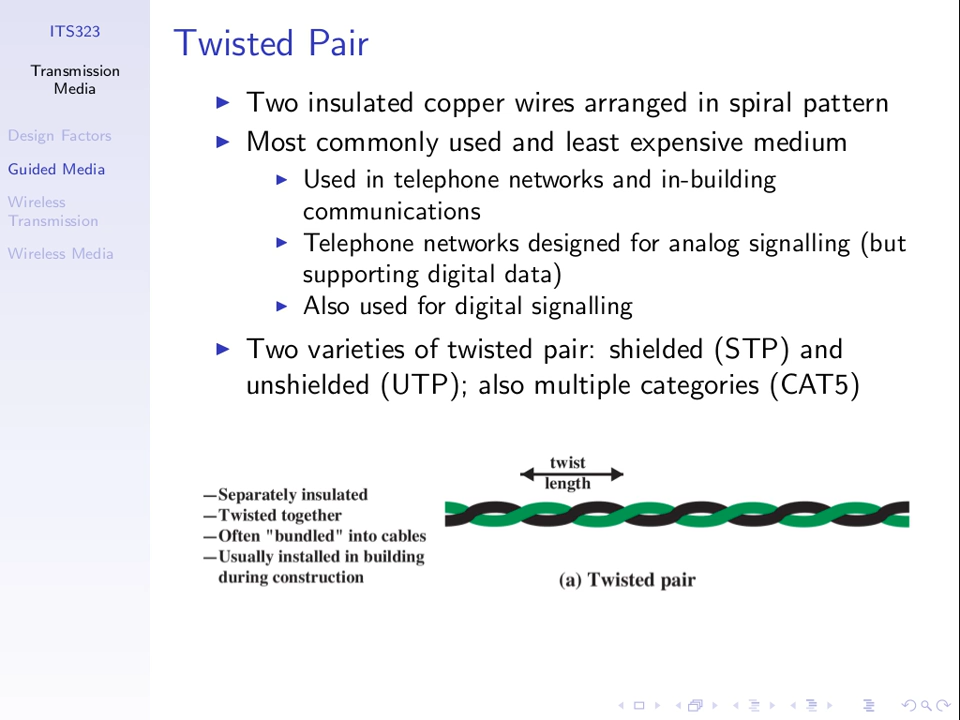 ITS323
Transmission
Media
Design Factors
Guided Media
Wireless
Transmission
Wireless Media
Twisted Pair
Two insulated copper wires arranged in spiral pattern
Most commonly used and least expensive medium
Used in telephone networks and in-building
communications
Telephone networks designed for analog signalling (but
supporting digital data)
Also used for digital signalling
Two varieties of twisted pair: shielded (STP) and
unshielded (UTP); also multiple categories (CAT5)
—Separately insulated
—Twisted together
—Often "bundled" into cables
—Usually installed in building
during construction
twist
length
(a) Twisted pair